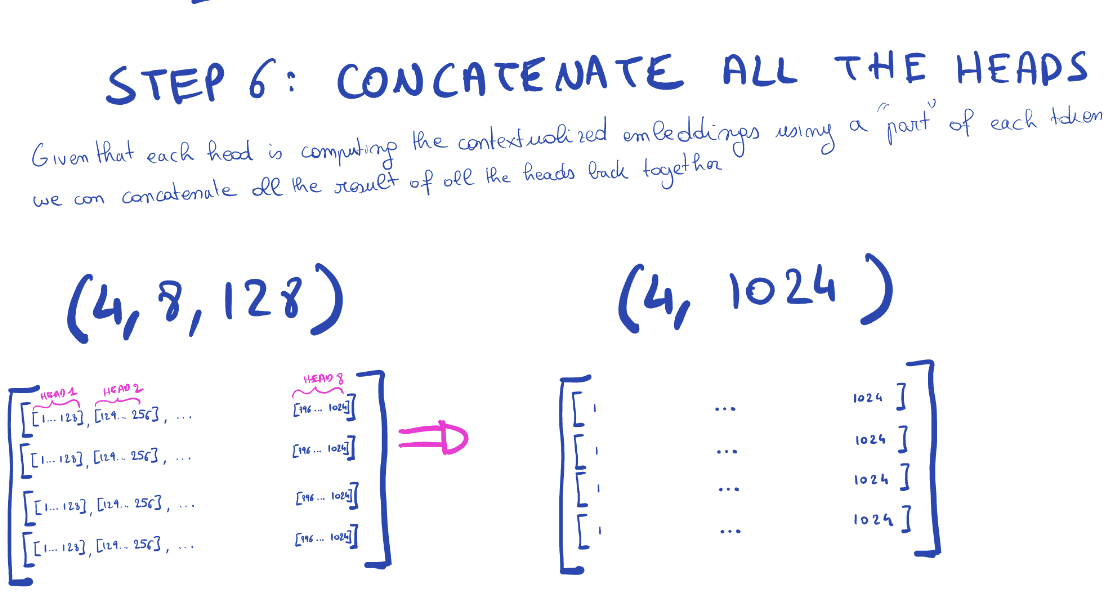 STEP 6: CONCATENATE ALL THE HEADS
Given that each head is computing the contextualized embeddings using a "part" of each token
we can concatenate all the result of all the heads back together
(4, 8, 128)
HEAD 1 HEAD 2 HEAD 8
[[1... 128], [129... 256], ... [896... 1024]]
[[1... 128], [129... 256], ... [896... 1024]]
[[1... 128], [129... 256], ... [896... 1024]]
[[1... 128], [129... 256], ... [896... 1024]]
(4, 1024)
[ 1 ... 1024 ]
[ 1 ... 1024 ]
[ 1 ... 1024 ]
[ 1 ... 1024 ]